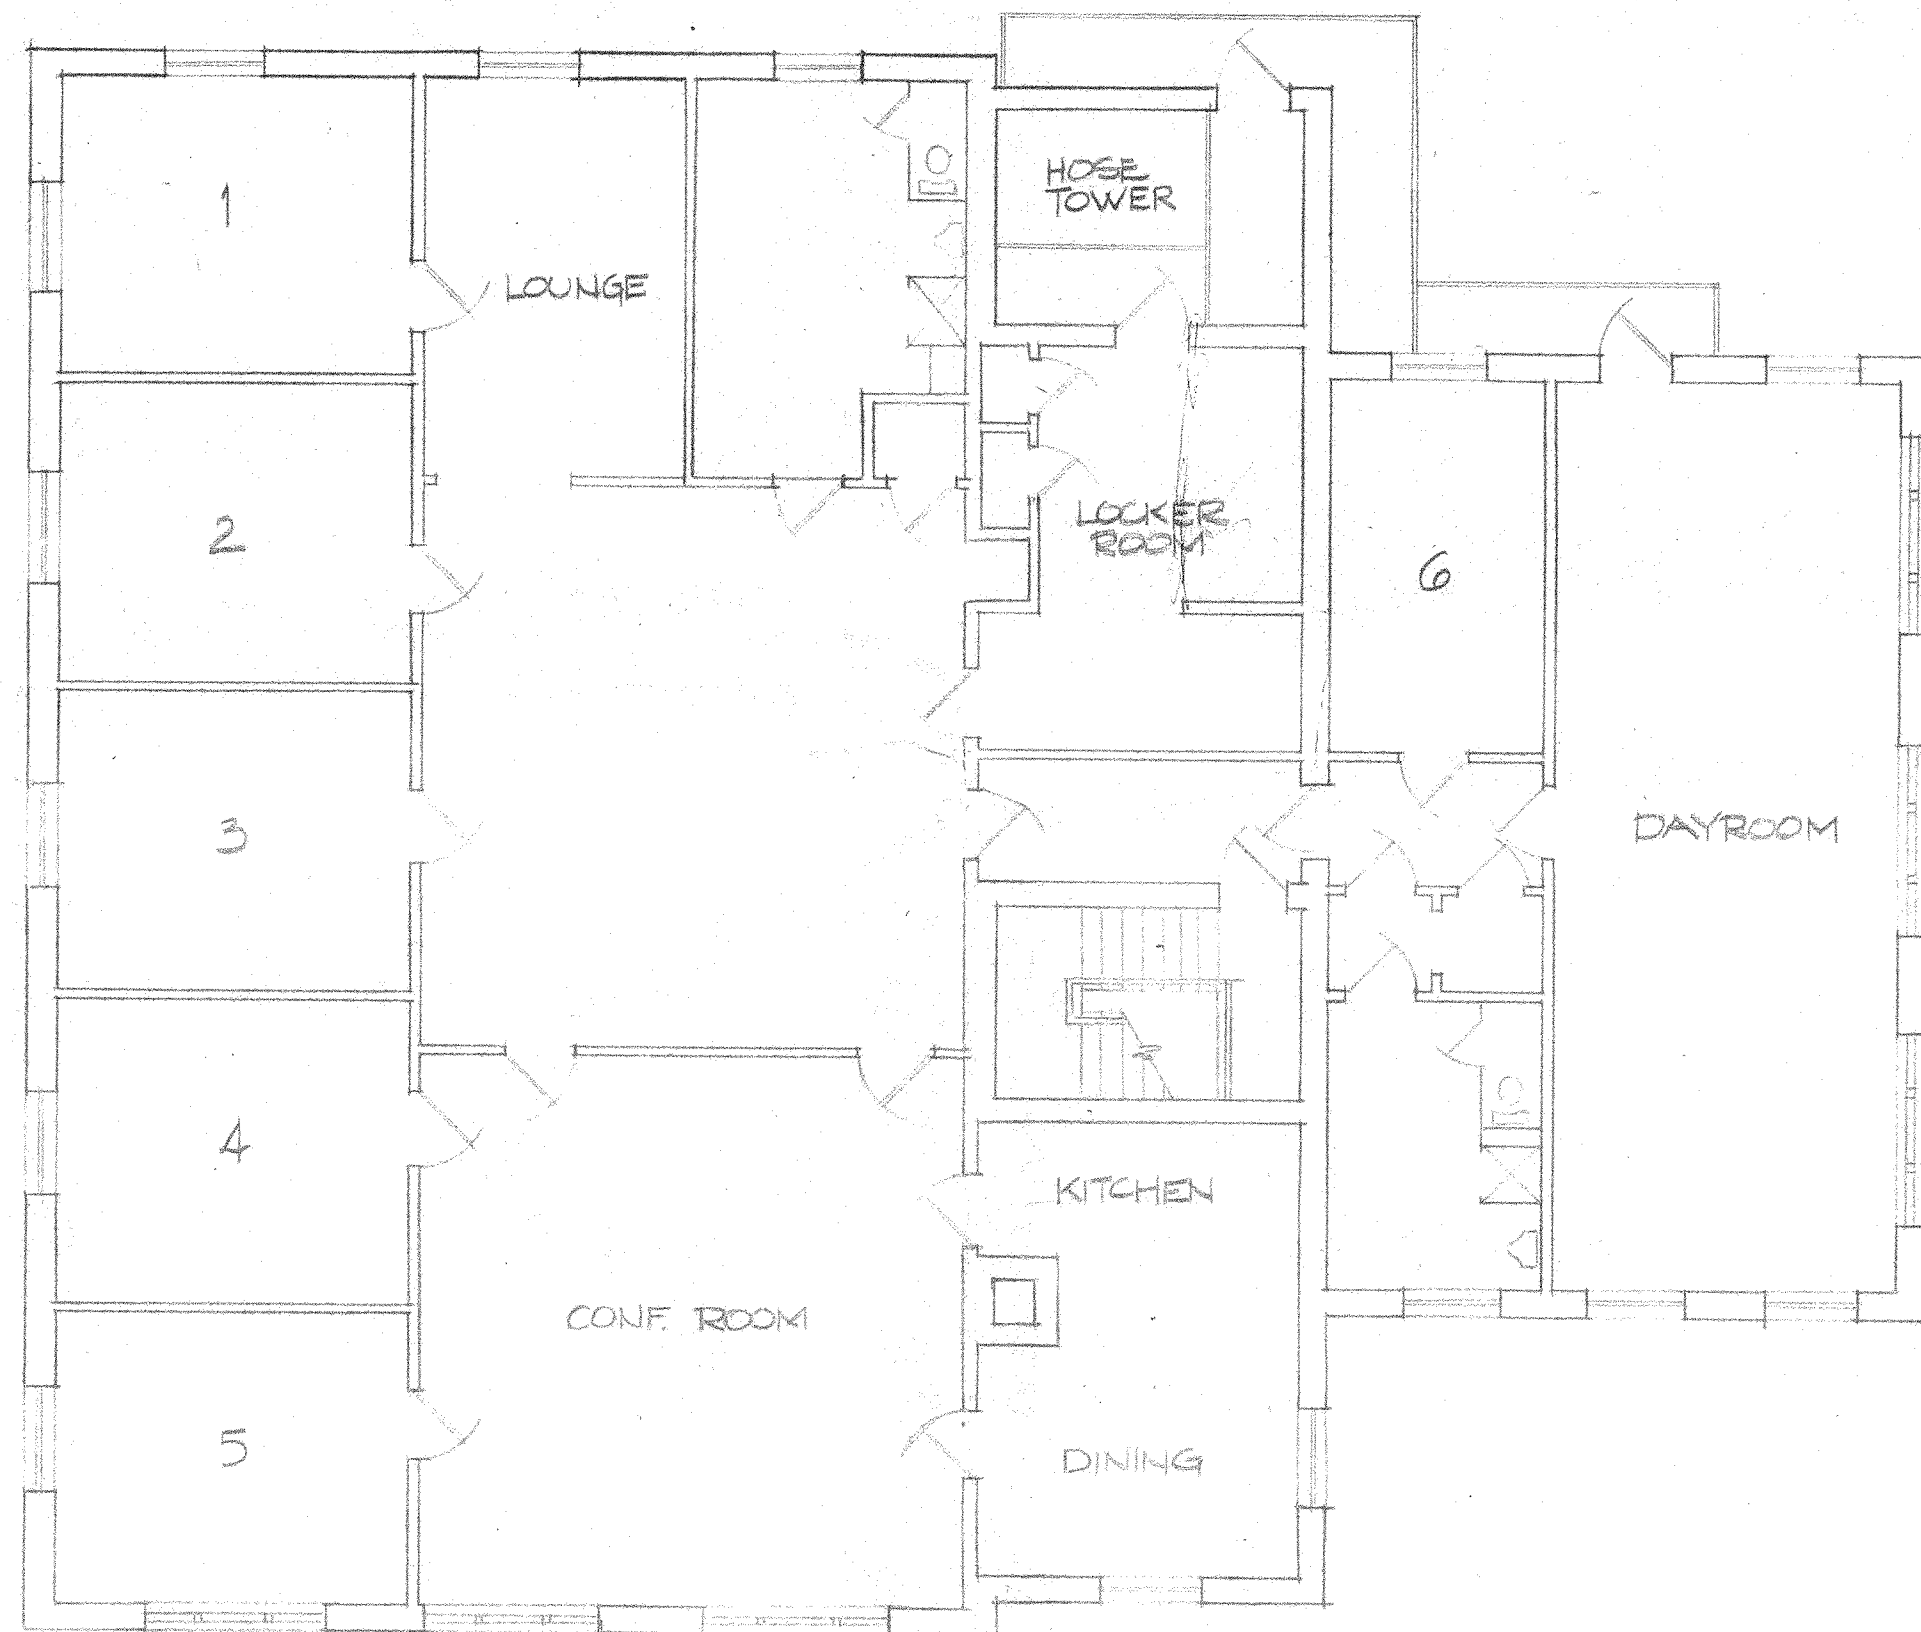 1
HOSE
TOWER
LOUNGE
2
LOCKER
ROOM
6
3
DAYROOM
4
KITCHEN
CONF. ROOM
5
DINING